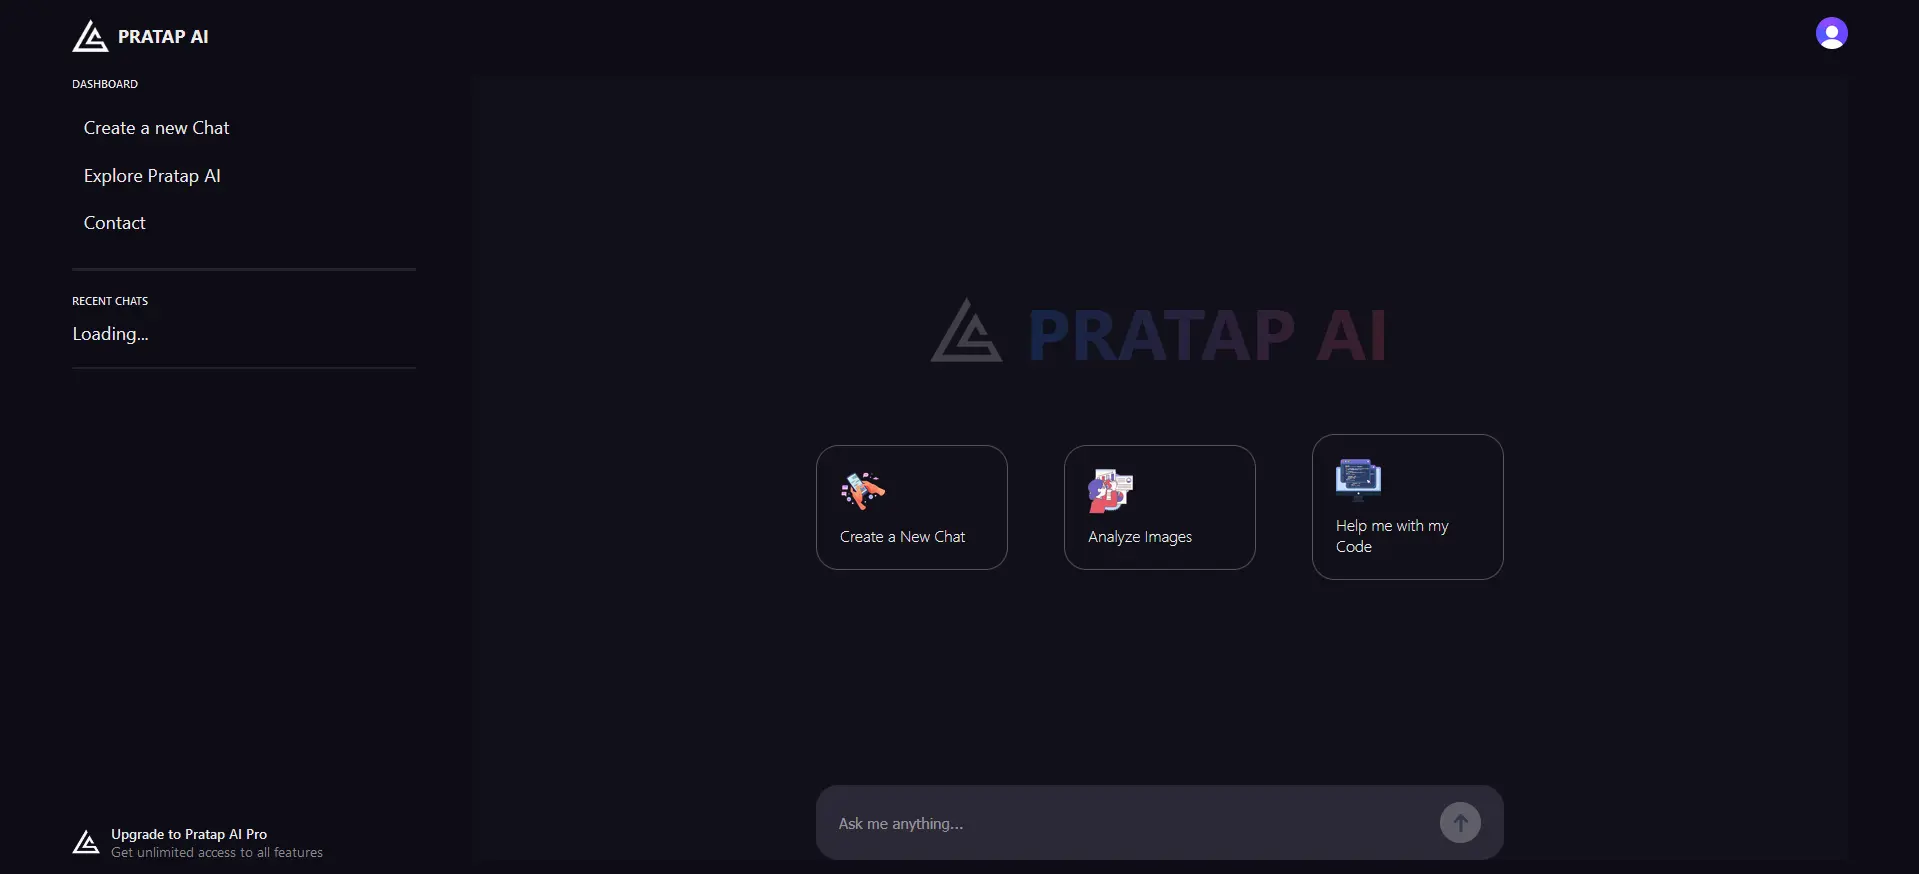 PRATAP AI
DASHBOARD
Create a new Chat
Explore Pratap AI
Contact
RECENT CHATS
Loading...
Upgrade to Pratap AI Pro
Get unlimited access to all features
PRATAP AI
Create a New Chat
Analyze Images
Help me with my
Code
Ask me anything...